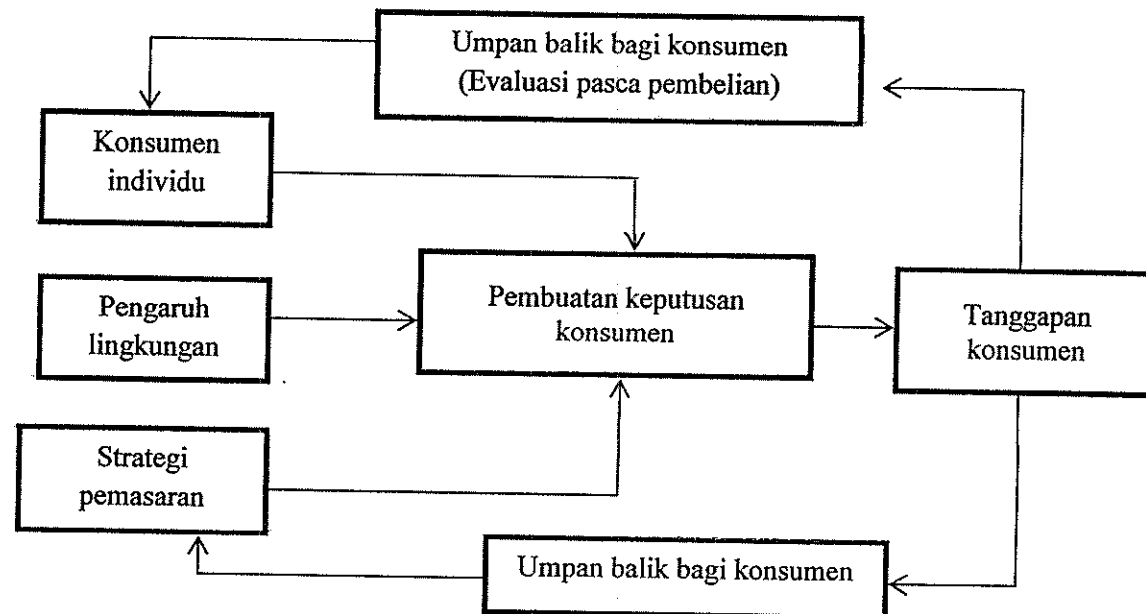 Umpan balik bagi konsumen
(Evaluasi pasca pembelian)
Konsumen
individu
Pengaruh
lingkungan
Pembuatan keputusan
konsumen
Tanggapan
konsumen
Strategi
pemasaran
Umpan balik bagi konsumen